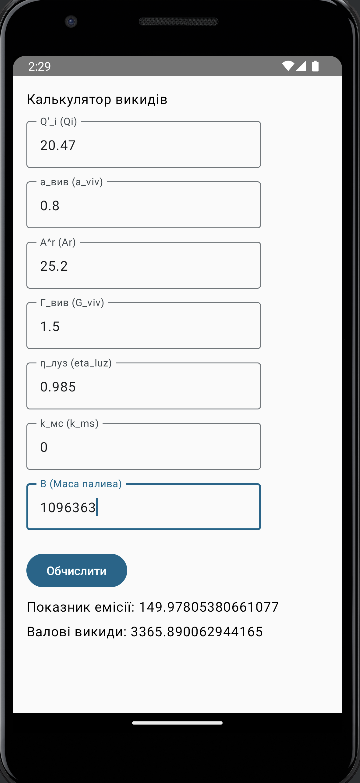 2:29
Калькулятор викидів
Q'_i (Qi)
20.47
a_вив (a_viv)
0.8
A^r (Ar)
25.2
Г_вив (G_viv)
1.5
η_луз (eta_luz)
0.985
k_мс (k_ms)
0
B (Маса палива)
1096363
Обчислити
Показник емісії: 149.97805380661077
Валові викиди: 3365.890062944165